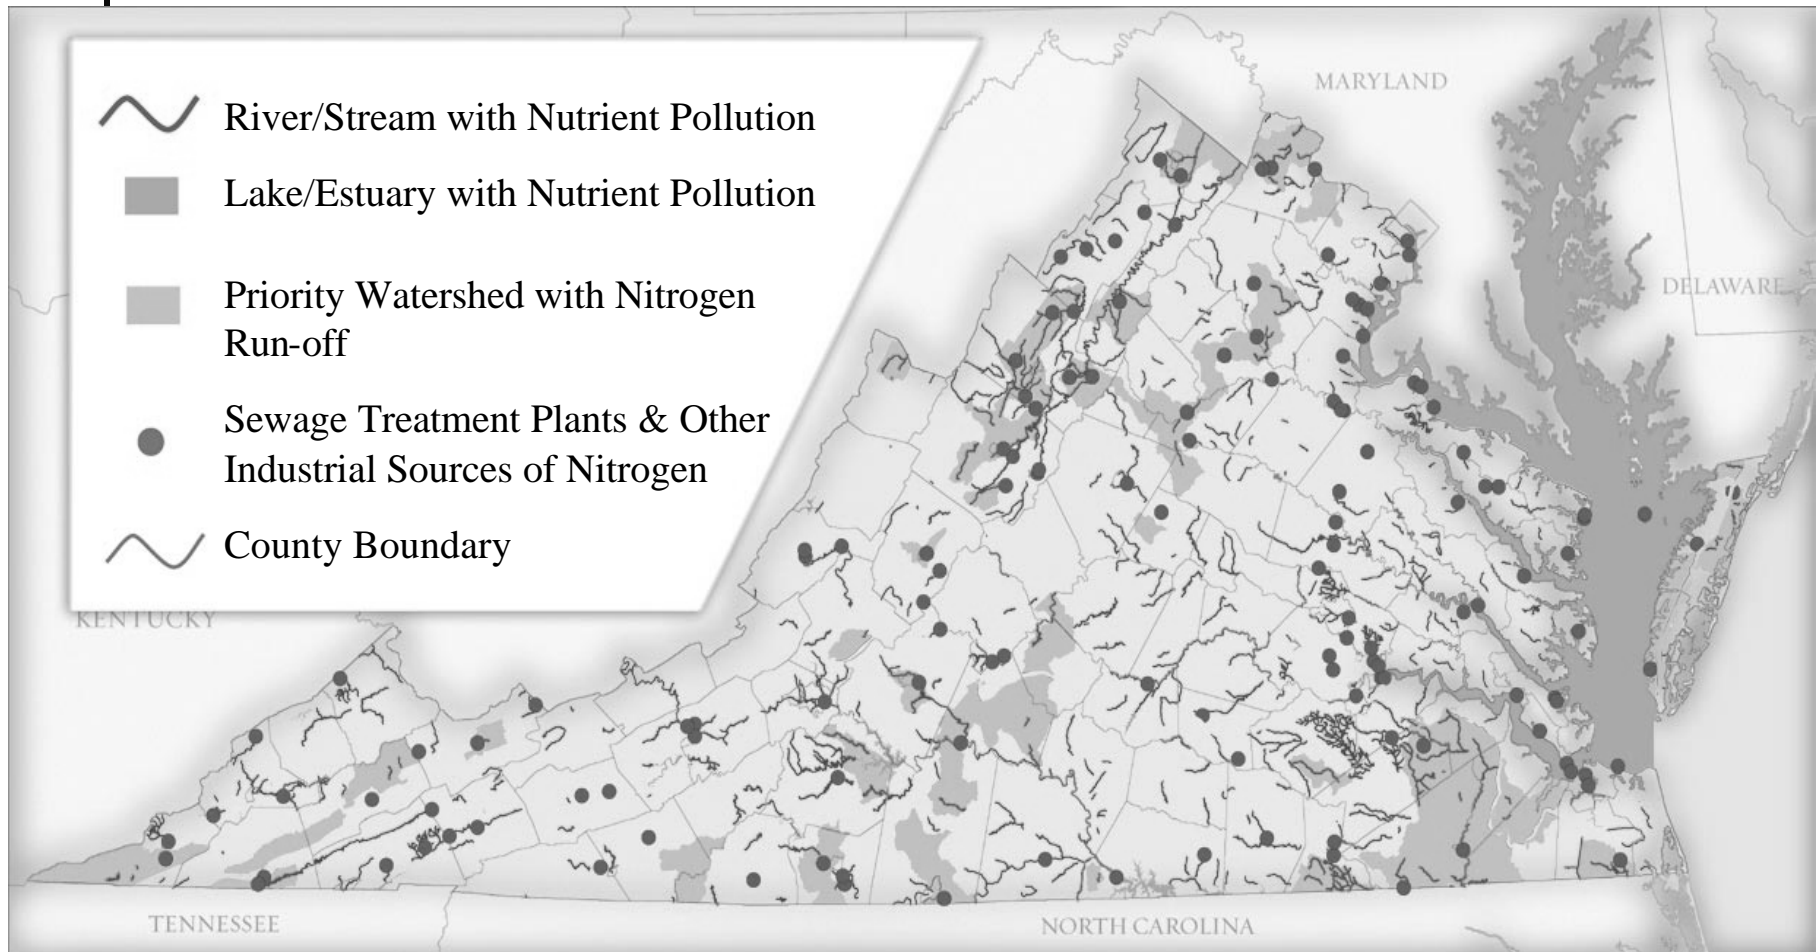 MARYLAND
River/Stream with Nutrient Pollution
Lake/Estuary with Nutrient Pollution
DELAWARE
Priority Watershed with Nitrogen
Run-off
Sewage Treatment Plants & Other
Industrial Sources of Nitrogen
County Boundary
KENTUCKY
TENNESSEE
NORTH CAROLINA